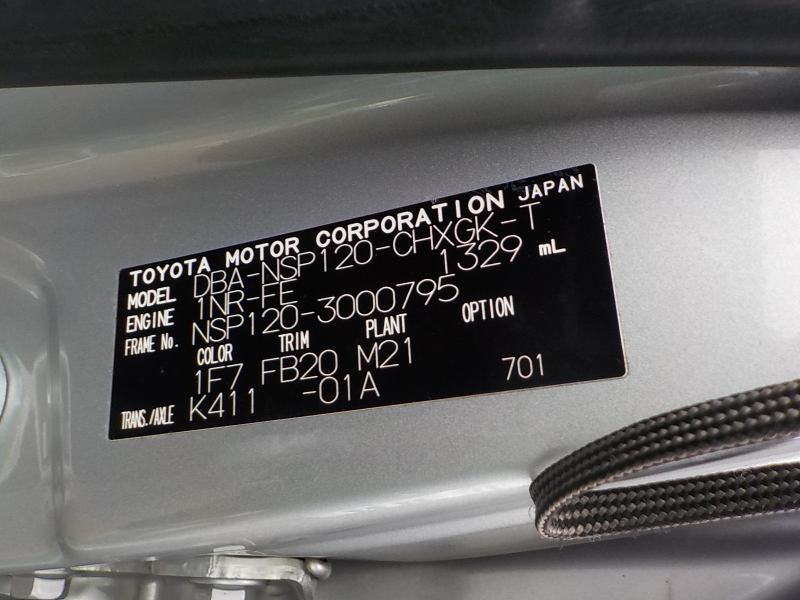 TOYOTA MOTOR CORPORATION JAPAN
MODEL DBA-NSP120-CHXGK-T
ENGINE 1NR-FE 1329 mL
FRAME No. NSP120-3000795
COLOR TRIM PLANT OPTION
1F7 FB20 M21
TRANS./AXLE K411 -01A 701